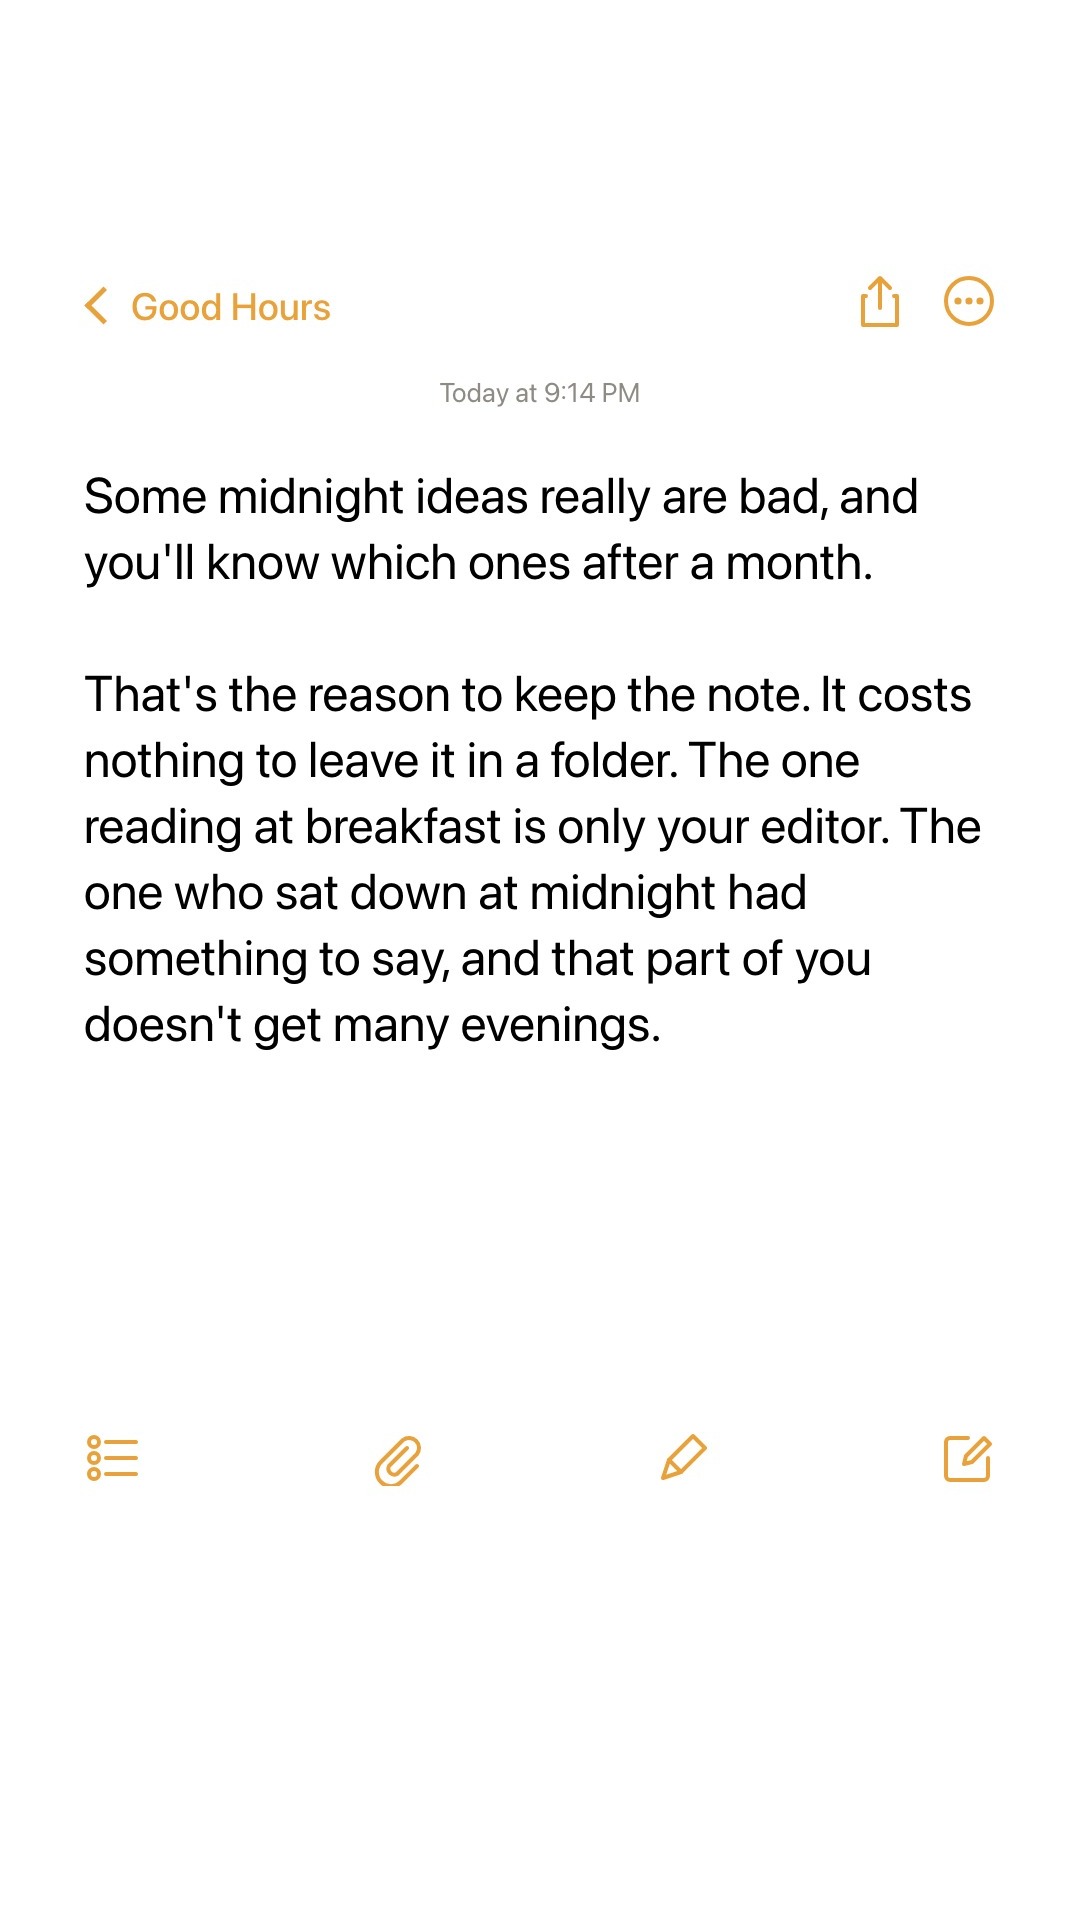 Good Hours
Today at 9:14 PM
Some midnight ideas really are bad, and
you'll know which ones after a month.
That's the reason to keep the note. It costs
nothing to leave it in a folder. The one
reading at breakfast is only your editor. The
one who sat down at midnight had
something to say, and that part of you
doesn't get many evenings.